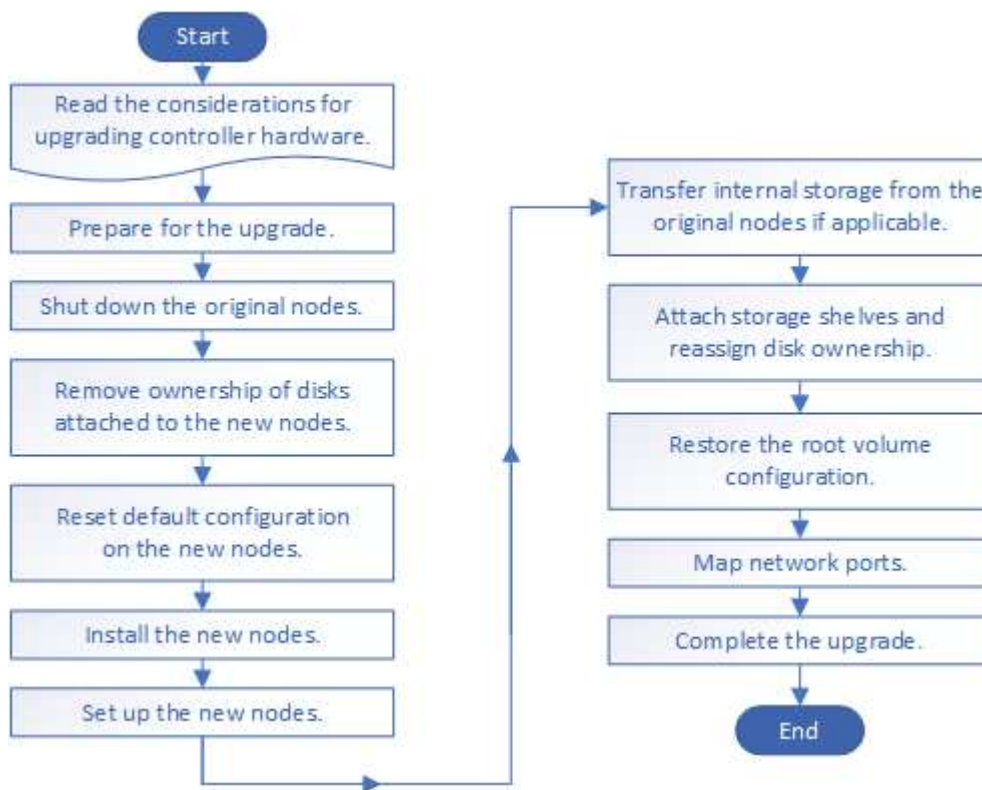 Start
Read the considerations for
upgrading controller hardware.
Prepare for the upgrade.
Shut down the original nodes.
Remove ownership of disks
attached to the new nodes.
Reset default configuration
on the new nodes.
Install the new nodes.
Set up the new nodes.
Transfer internal storage from the
original nodes if applicable.
Attach storage shelves and
reassign disk ownership.
Restore the root volume
configuration.
Map network ports.
Complete the upgrade.
End